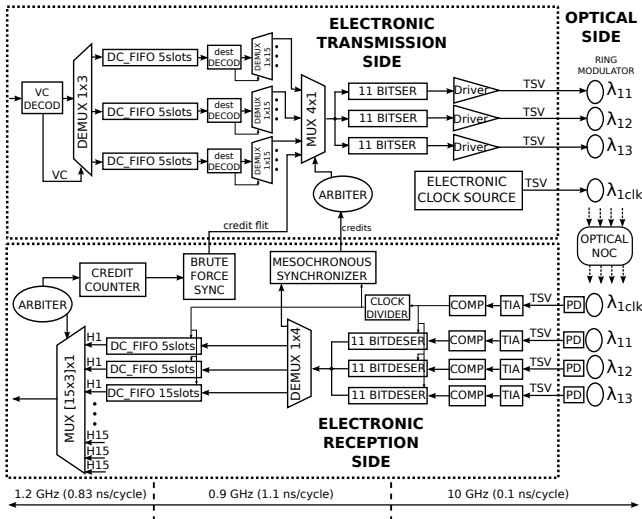 ELECTRONIC
TRANSMISSION
SIDE
OPTICAL
SIDE
RING
MODULATOR
VC
DECOD
VC
DEMUX 1x3
DC_FIFO 5slots
dest
DECOD
DEMUX
1x15
DC_FIFO 5slots
dest
DECOD
DEMUX
1x15
DC_FIFO 5slots
dest
DECOD
DEMUX
1x15
MUX 4x1
11 BITSER
Driver
TSV
λ11
11 BITSER
Driver
TSV
λ12
11 BITSER
Driver
TSV
λ13
ARBITER
ELECTRONIC
CLOCK SOURCE
TSV
λ1clk
credit flit
credits
OPTICAL
NOC
ARBITER
CREDIT
COUNTER
BRUTE
FORCE
SYNC
MESOCHRONOUS
SYNCHRONIZER
CLOCK
DIVIDER
COMP
TIA
TSV
PD
λ1clk
MUX [15x3]x1
H1
DC_FIFO 5slots
H1
DC_FIFO 5slots
H1
DC_FIFO 15slots
H15
H15
H15
DEMUX 1x4
11 BITDESER
COMP
TIA
TSV
PD
λ11
11 BITDESER
COMP
TIA
TSV
PD
λ12
11 BITDESER
COMP
TIA
TSV
PD
λ13
ELECTRONIC
RECEPTION
SIDE
1.2 GHz (0.83 ns/cycle)
0.9 GHz (1.1 ns/cycle)
10 GHz (0.1 ns/cycle)